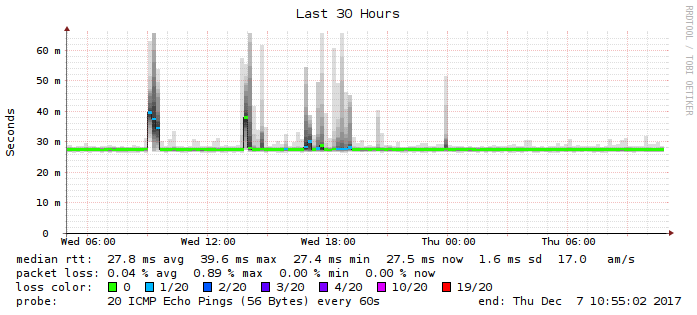 Last 30 Hours
RRDTOOL / TOBI OETIKER
Seconds
60 m
50 m
40 m
30 m
20 m
10 m
0
Wed 06:00 Wed 12:00 Wed 18:00 Thu 00:00 Thu 06:00
median rtt: 27.8 ms avg 39.6 ms max 27.4 ms min 27.5 ms now 1.6 ms sd 17.0 am/s
packet loss: 0.04 % avg 0.89 % max 0.00 % min 0.00 % now
loss color: 0 1/20 2/20 3/20 4/20 10/20 19/20
probe: 20 ICMP Echo Pings (56 Bytes) every 60s end: Thu Dec 7 10:55:02 2017